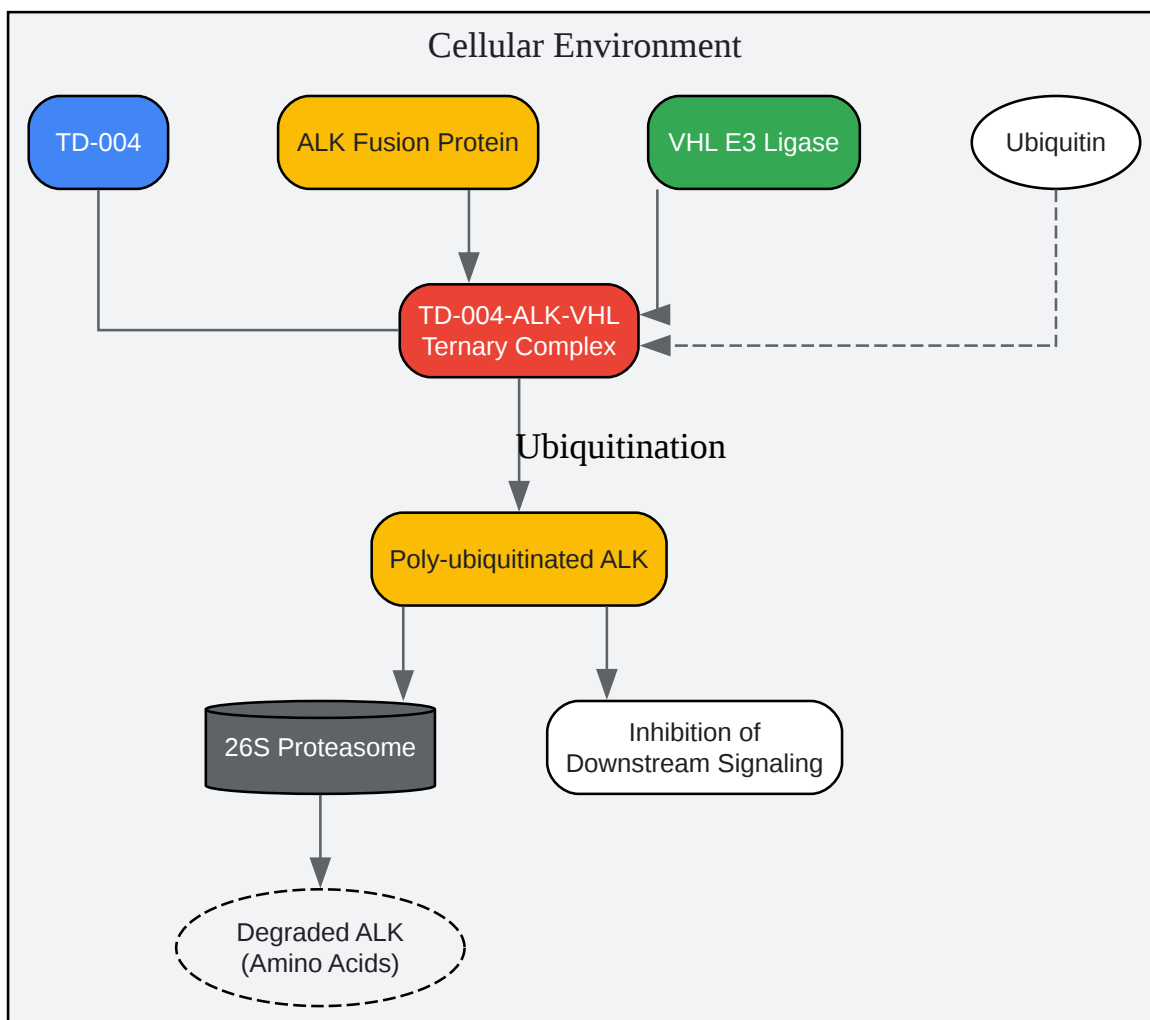 Cellular Environment
TD-004
ALK Fusion Protein
VHL E3 Ligase
Ubiquitin
TD-004-ALK-VHL
Ternary Complex
Ubiquitination
Poly-ubiquitinated ALK
26S Proteasome
Inhibition of
Downstream Signaling
Degraded ALK
(Amino Acids)